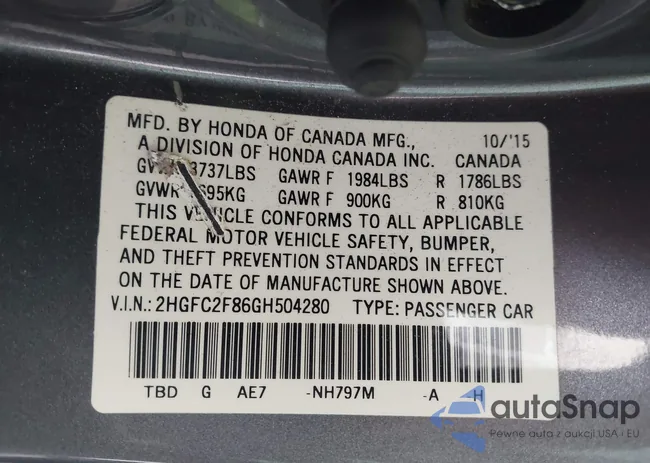 MFD. BY HONDA OF CANADA MFG., 10/'15
A DIVISION OF HONDA CANADA INC. CANADA
3737LBS GAWR F 1984LBS R 1786LBS
GVWR GAWR F 900KG R 810KG
THIS VEHICLE CONFORMS TO ALL APPLICABLE
FEDERAL MOTOR VEHICLE SAFETY, BUMPER,
AND THEFT PREVENTION STANDARDS IN EFFECT
ON THE DATE OF MANUFACTURE SHOWN ABOVE.
V.I.N.: 2HGFC2F86GH504280 TYPE: PASSENGER CAR
TBD G AE7 -NH797M -A H
autoSnap
Pewne auta z aukcji USA i EU